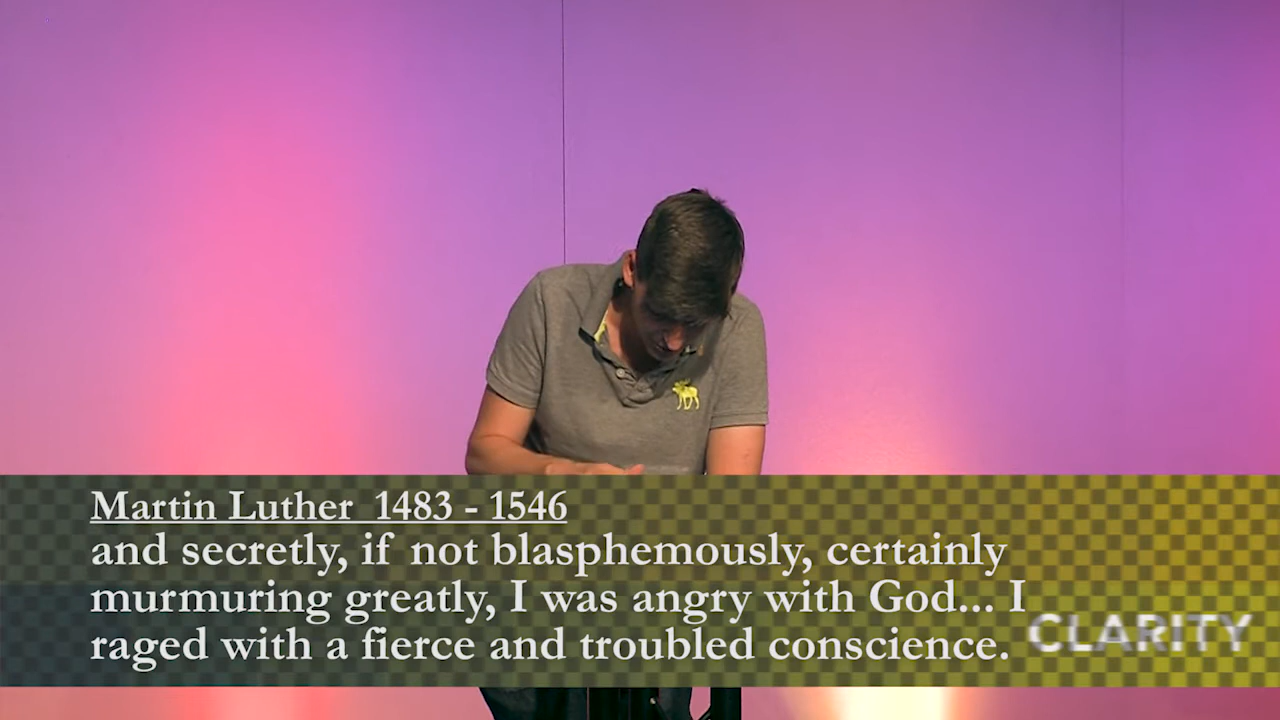 Martin Luther 1483 - 1546
and secretly, if not blasphemously, certainly
murmuring greatly, I was angry with God... I
raged with a fierce and troubled conscience.
CLARITY